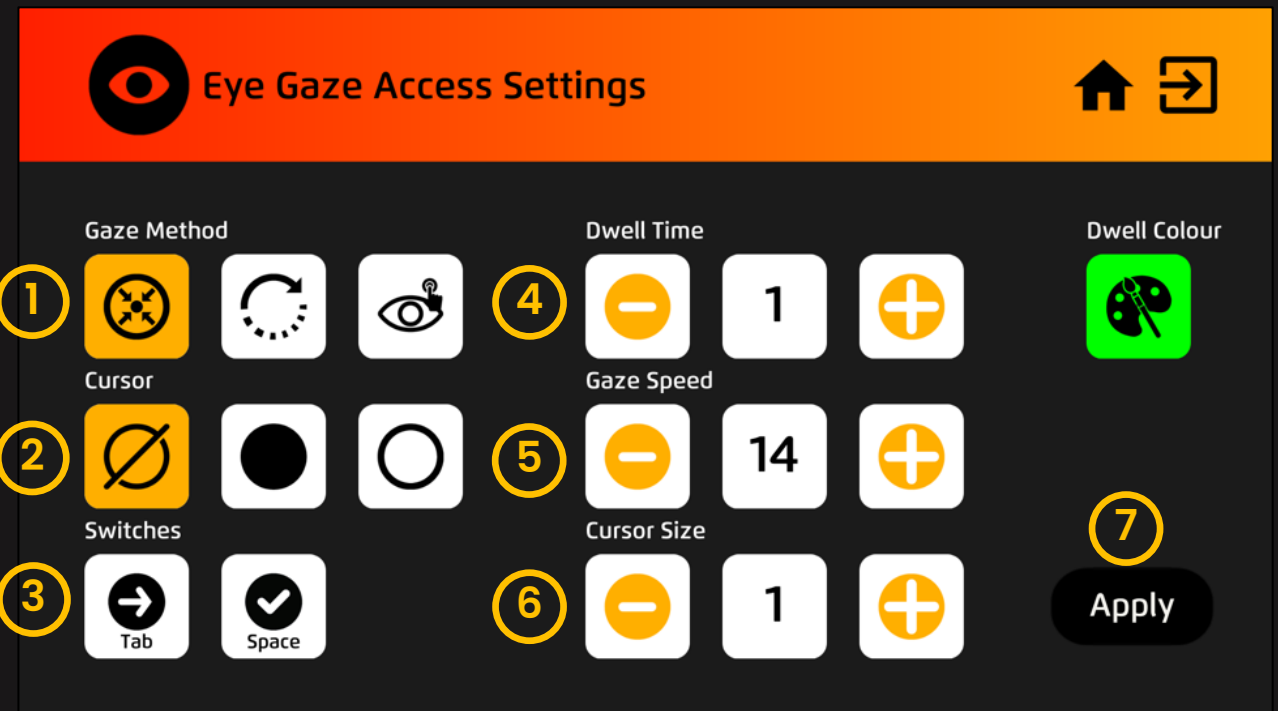 Eye Gaze Access Settings
Gaze Method
Dwell Time
Dwell Colour
1
4
1
Cursor
Gaze Speed
2
5
14
Switches
Cursor Size
7
3
Tab
Space
6
1
Apply